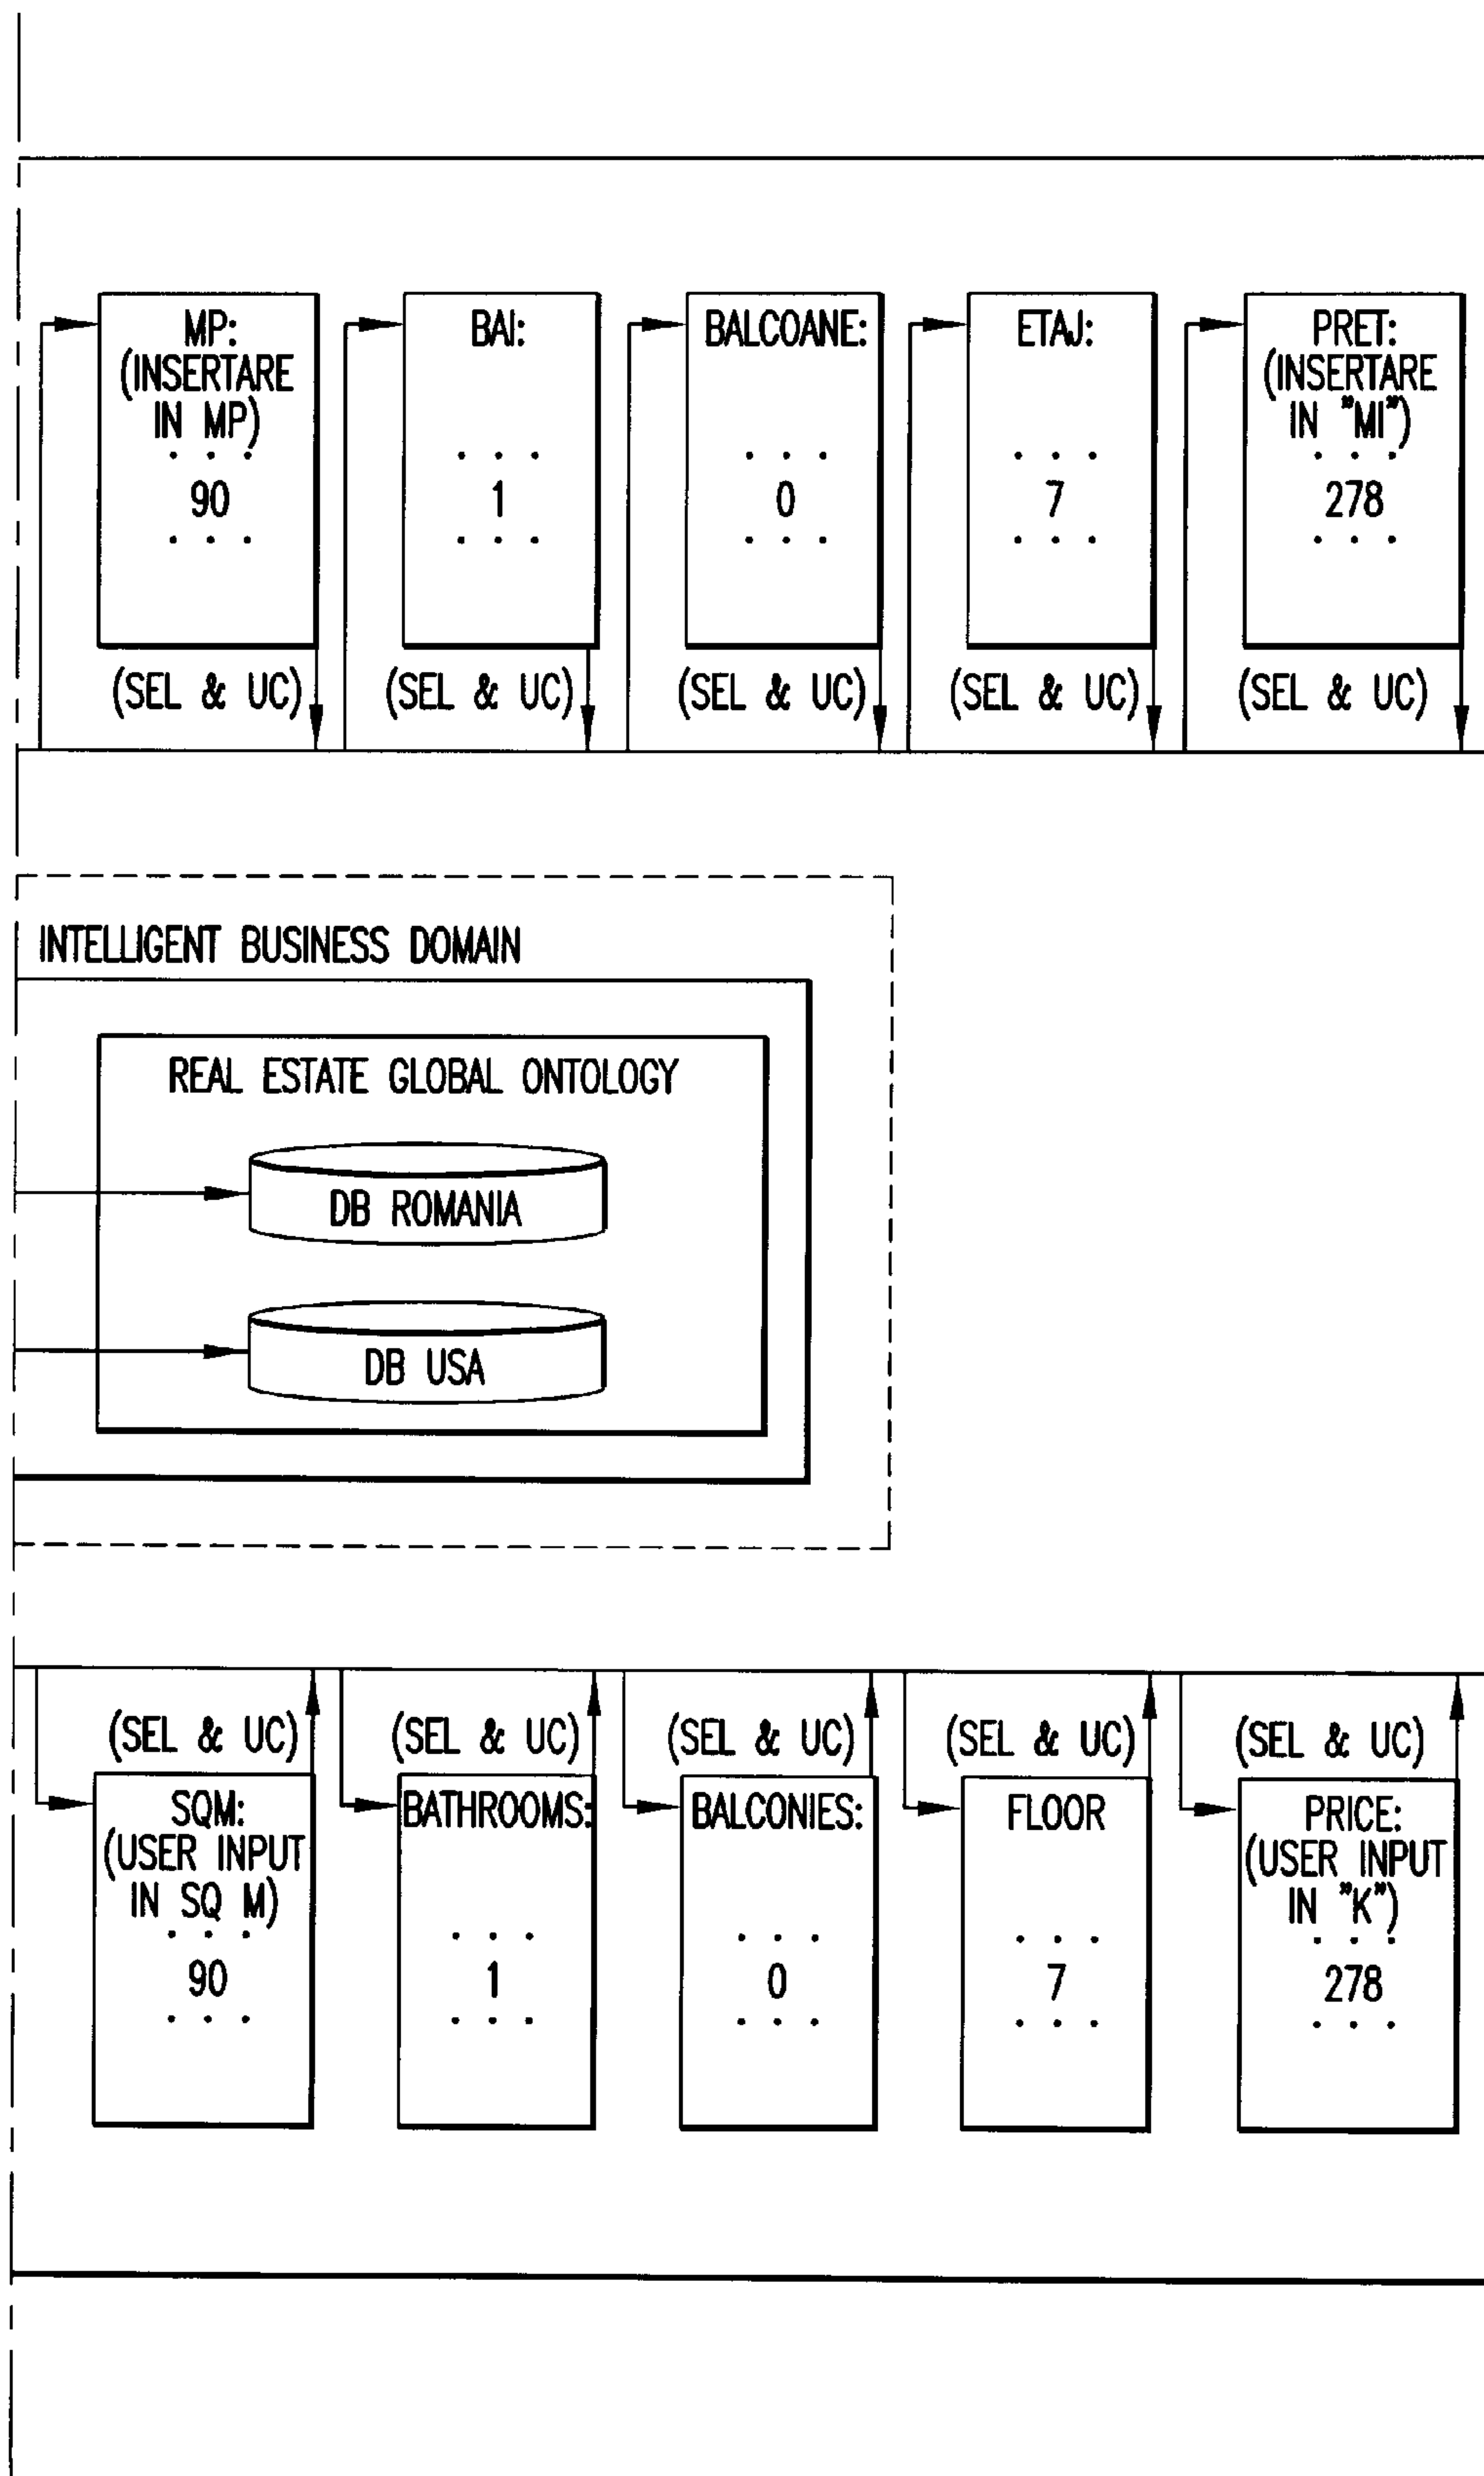 MP:
(INSERTARE
IN MP)
. . .
90
. . .
(SEL & UC)
BAI:
. . .
1
. . .
(SEL & UC)
BALCOANE:
. . .
0
. . .
(SEL & UC)
ETAJ:
. . .
7
. . .
(SEL & UC)
PRET:
(INSERTARE
IN "MI")
. . .
278
. . .
(SEL & UC)
INTELLIGENT BUSINESS DOMAIN
REAL ESTATE GLOBAL ONTOLOGY
DB ROMANIA
DB USA
(SEL & UC)
SQM:
(USER INPUT
IN SQ M)
. . .
90
. . .
(SEL & UC)
BATHROOMS:
. . .
1
. . .
(SEL & UC)
BALCONIES:
. . .
0
. . .
(SEL & UC)
FLOOR
. . .
7
. . .
(SEL & UC)
PRICE:
(USER INPUT
IN "K")
. . .
278
. . .